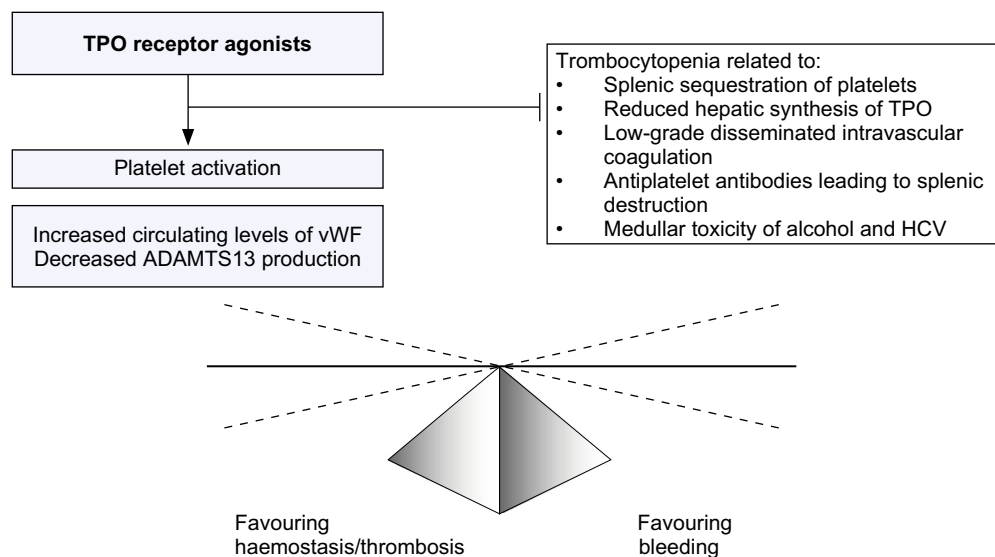 TPO receptor agonists
Trombocytopenia related to:
• Splenic sequestration of platelets
• Reduced hepatic synthesis of TPO
• Low-grade disseminated intravascular
coagulation
• Antiplatelet antibodies leading to splenic
destruction
• Medullar toxicity of alcohol and HCV
Platelet activation
Increased circulating levels of vWF
Decreased ADAMTS13 production
Favouring
haemostasis/thrombosis
Favouring
bleeding